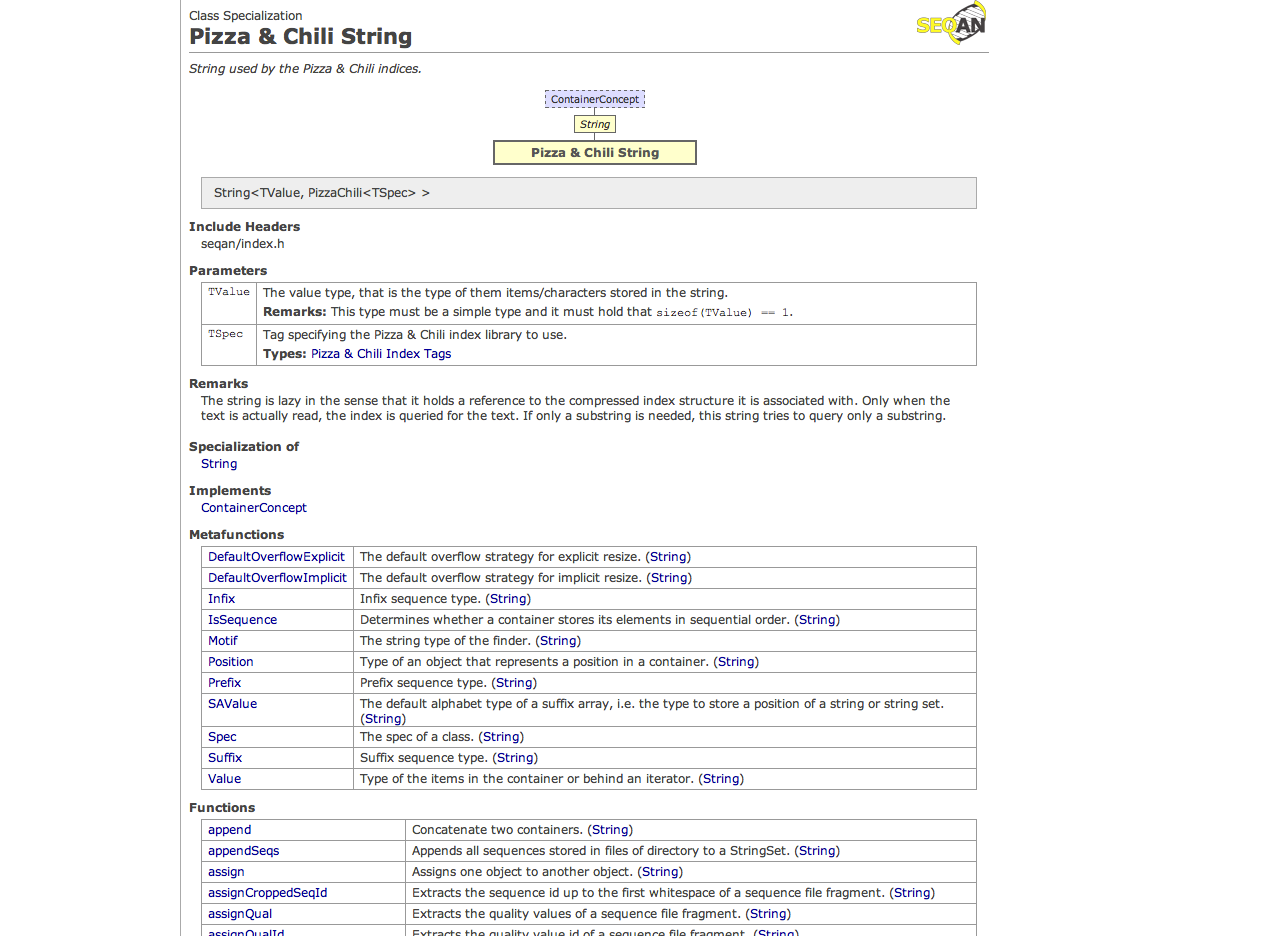 Class Specialization
Pizza & Chili String
SEQAN
String used by the Pizza & Chili indices.
ContainerConcept
String
Pizza & Chili String
String<TValue, PizzaChili<TSpec> >
Include Headers
seqan/index.h
Parameters
TValue The value type, that is the type of them items/characters stored in the string.
Remarks: This type must be a simple type and it must hold that sizeof(TValue) == 1.
TSpec Tag specifying the Pizza & Chili index library to use.
Types: Pizza & Chili Index Tags
Remarks
The string is lazy in the sense that it holds a reference to the compressed index structure it is associated with. Only when the
text is actually read, the index is queried for the text. If only a substring is needed, this string tries to query only a substring.
Specialization of
String
Implements
ContainerConcept
Metafunctions
DefaultOverflowExplicit The default overflow strategy for explicit resize. (String)
DefaultOverflowImplicit The default overflow strategy for implicit resize. (String)
Infix Infix sequence type. (String)
IsSequence Determines whether a container stores its elements in sequential order. (String)
Motif The string type of the finder. (String)
Position Type of an object that represents a position in a container. (String)
Prefix Prefix sequence type. (String)
SAValue The default alphabet type of a suffix array, i.e. the type to store a position of a string or string set.
(String)
Spec The spec of a class. (String)
Suffix Suffix sequence type. (String)
Value Type of the items in the container or behind an iterator. (String)
Functions
append Concatenate two containers. (String)
appendSeqs Appends all sequences stored in files of directory to a StringSet. (String)
assign Assigns one object to another object. (String)
assignCroppedSeqId Extracts the sequence id up to the first whitespace of a sequence file fragment. (String)
assignQual Extracts the quality values of a sequence file fragment. (String)
assignQualId Extracts the quality value id of a sequence file fragment. (String)